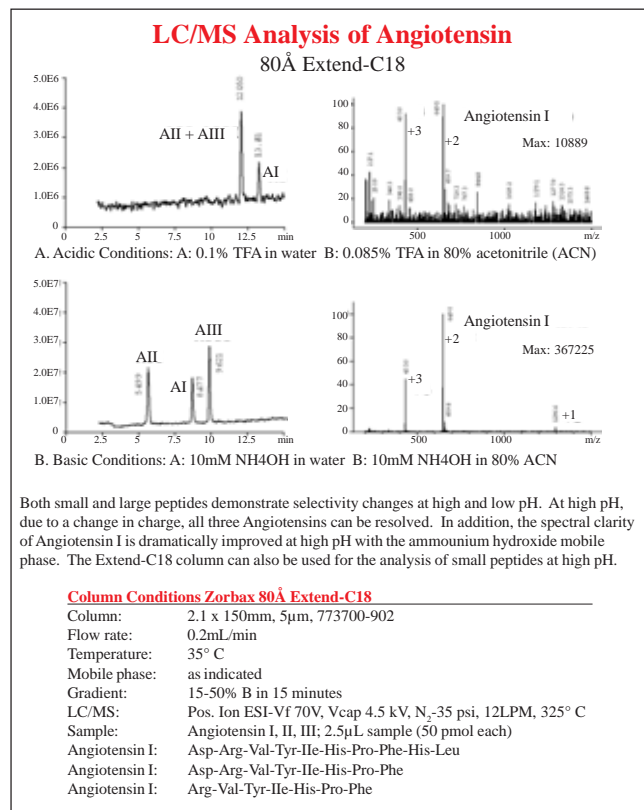 LC/MS Analysis of Angiotensin
80Å Extend-C18
5.0E6
4.0E6
3.0E6
2.0E6
1.0E6
0
AII + AIII
AI
0 2.5 5 7.5 10 12.5 min
100
80
60
40
20
0
+3
+2
Angiotensin I
Max: 10889
500 1000 m/z
A. Acidic Conditions: A: 0.1% TFA in water B: 0.085% TFA in 80% acetonitrile (ACN)
5.0E7
4.0E7
3.0E7
2.0E7
1.0E7
0
AII
AI
AIII
0 2.5 5 7.5 10 12.5 min
100
80
60
40
20
0
+3
+2
Angiotensin I
Max: 367225
+1
500 1000 m/z
B. Basic Conditions: A: 10mM NH4OH in water B: 10mM NH4OH in 80% ACN
Both small and large peptides demonstrate selectivity changes at high and low pH. At high pH,
due to a change in charge, all three Angiotensins can be resolved. In addition, the spectral clarity
of Angiotensin I is dramatically improved at high pH with the ammounium hydroxide mobile
phase. The Extend-C18 column can also be used for the analysis of small peptides at high pH.
Column Conditions Zorbax 80Å Extend-C18
Column: 2.1 x 150mm, 5µm, 773700-902
Flow rate: 0.2mL/min
Temperature: 35° C
Mobile phase: as indicated
Gradient: 15-50% B in 15 minutes
LC/MS: Pos. Ion ESI-Vf 70V, Vcap 4.5 kV, N₂-35 psi, 12LPM, 325° C
Sample: Angiotensin I, II, III; 2.5µL sample (50 pmol each)
Angiotensin I: Asp-Arg-Val-Tyr-IIe-His-Pro-Phe-His-Leu
Angiotensin I: Asp-Arg-Val-Tyr-IIe-His-Pro-Phe
Angiotensin I: Arg-Val-Tyr-IIe-His-Pro-Phe